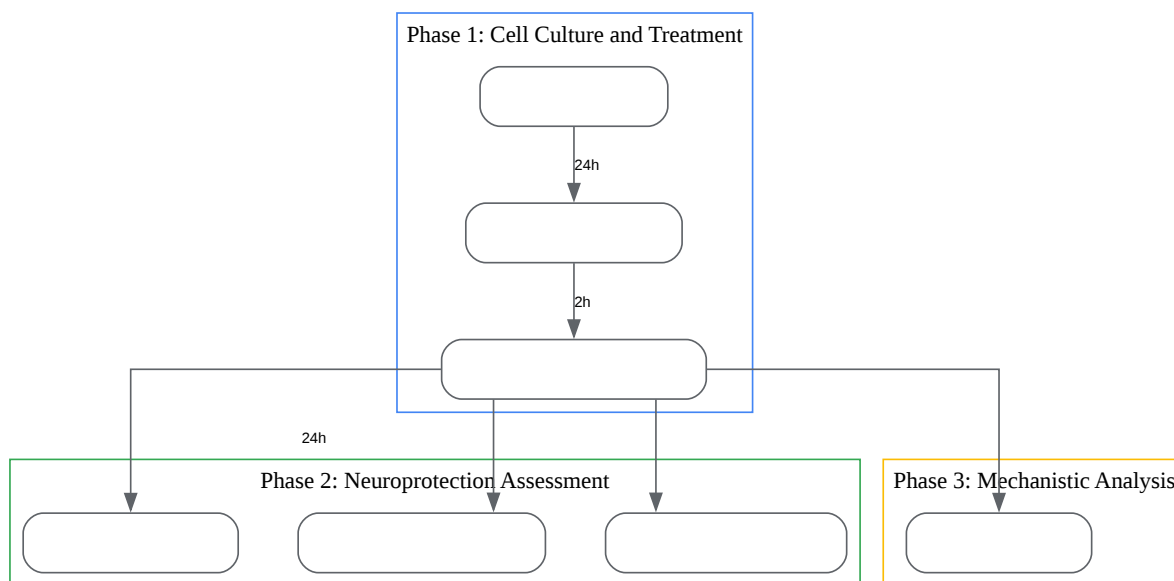 Phase 1: Cell Culture and Treatment
24h
2h
24h
Phase 2: Neuroprotection Assessment
Phase 3: Mechanistic Analysis